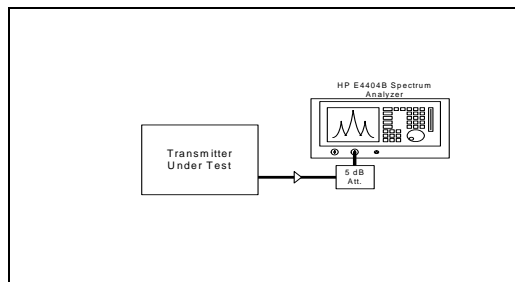 HP E4404B Spectrum
Analyzer
Transmitter
Under Test
5 dB
Att.